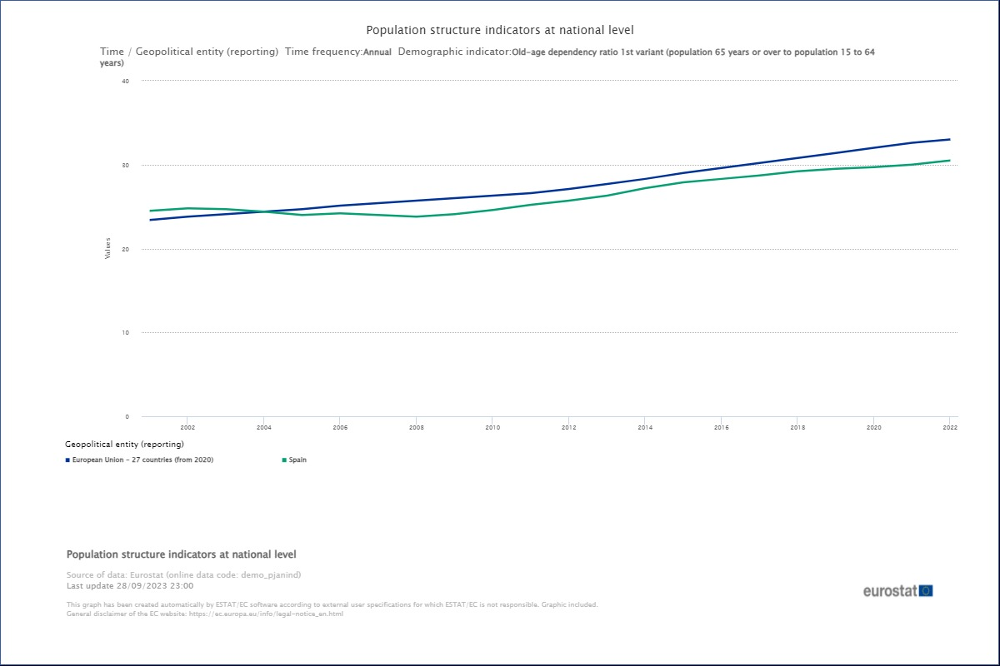 Population structure indicators at national level
Time / Geopolitical entity (reporting) Time frequency:Annual Demographic indicator:Old-age dependency ratio 1st variant (population 65 years or over to population 15 to 64
years)
40
30
20
10
0
Values
2002 2004 2006 2008 2010 2012 2014 2016 2018 2020 2022
Geopolitical entity (reporting)
European Union - 27 countries (from 2020) Spain
Population structure indicators at national level
Source of data: Eurostat (online data code: demo_pjanind)
Last update 28/09/2023 23:00
This graph has been created automatically by ESTAT/EC software according to external user specifications for which ESTAT/EC is not responsible. Graphic included.
General disclaimer of the EC website: https://ec.europa.eu/info/legal-notice_en.html
eurostat